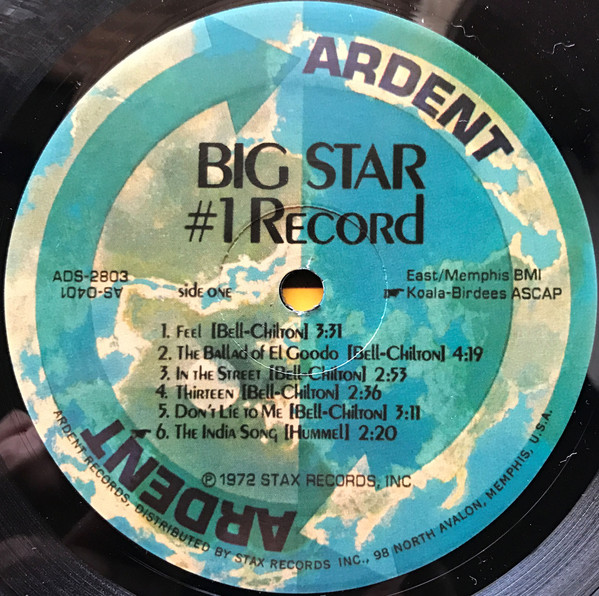 ARDENT
BIG STAR
#1 RECORD
ADS-2803
AS-0401
side one
East/Memphis BMI
☛ Koala-Birdees ASCAP
1. Feel [Bell-Chilton] 3:31
2. The Ballad of El Goodo [Bell-Chilton] 4:19
3. In the Street [Bell-Chilton] 2:53
4. Thirteen [Bell-Chilton] 2:36
5. Don't Lie to Me [Bell-Chilton] 3:11
☛ 6. The India Song [Hummel] 2:20
℗ 1972 STAX RECORDS, INC
ARDENT
ARDENT RECORDS, DISTRIBUTED BY STAX RECORDS INC., 98 NORTH AVALON, MEMPHIS, U.S.A.